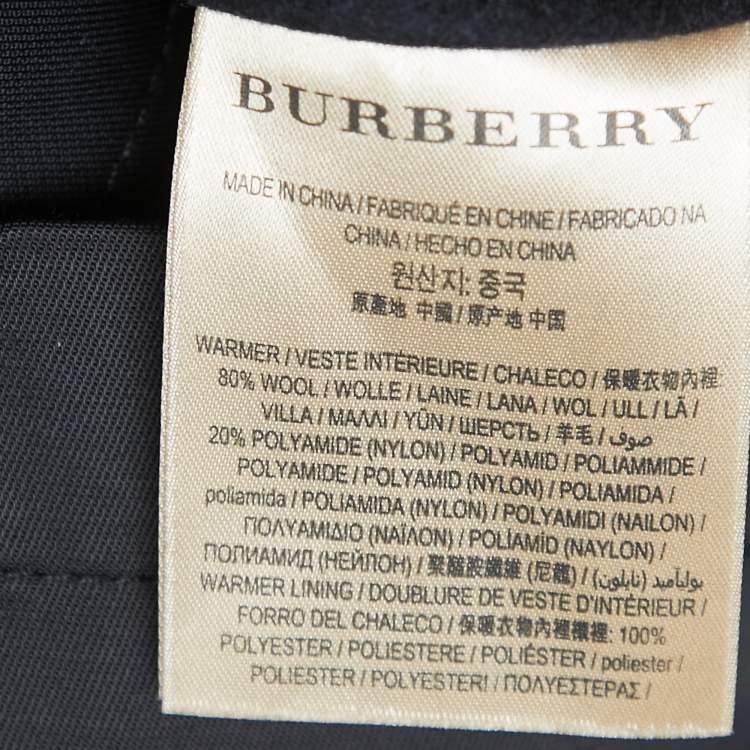 BURBERRY
MADE IN CHINA / FABRIQUÉ EN CHINE / FABRICADO NA
CHINA / HECHO EN CHINA
원산지: 중국
原產地 中國 / 原产地 中国
WARMER / VESTE INTÉRIEURE / CHALECO / 保暖衣物內裡:
80% WOOL / WOLLE / LAINE / LANA / WOL / ULL / LÃ /
VILLA / ΜΑΛΛΙ / YÜN / ШЕРСТЬ / 羊毛 / صوف /
20% POLYAMIDE (NYLON) / POLYAMID / POLIAMMIDE /
POLYAMIDE / POLYAMID (NYLON) / POLIAMIDA /
poliamida / POLIAMIDA (NYLON) / POLYAMIDI (NAILON) /
ΠΟΛΥΑΜΙΔΙΟ (ΝΑΪΛΟΝ) / POLİAMİD (NAYLON) /
ПОЛИАМИД (НЕЙЛОН) / 聚醯胺纖維 (尼龍) / بولياميد (نايلون) /
WARMER LINING / DOUBLURE DE VESTE D'INTÉRIEUR /
FORRO DEL CHALECO / 保暖衣物內裡襯裡: 100%
POLYESTER / POLIESTERE / POLIÉSTER / poliester /
POLIESTER / POLYESTERI / ΠΟΛΥΕΣΤΕΡΑΣ /